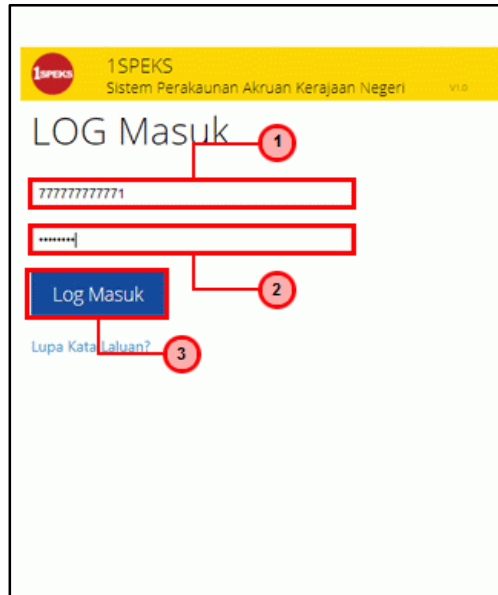 1SPEKS
1SPEKS
Sistem Perakaunan Akruan Kerajaan Negeri V1.0
LOG Masuk
1
777777777771
••••••••
2
Log Masuk
Lupa Kata Laluan?
3